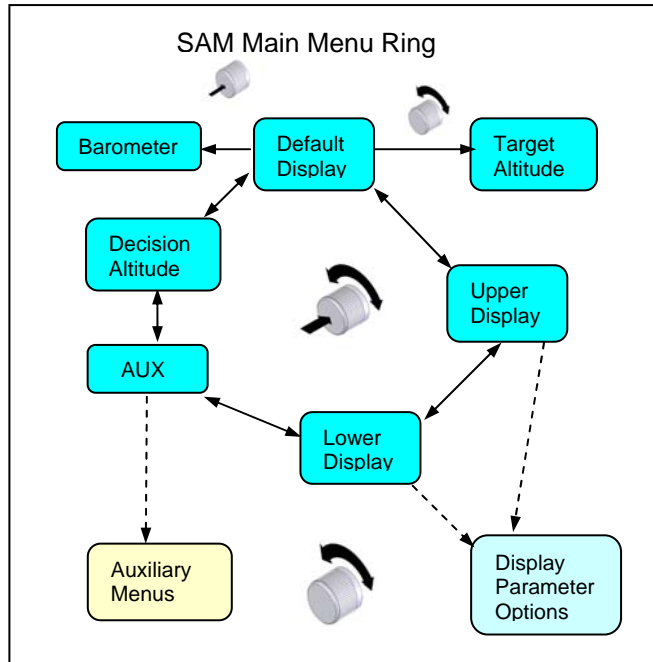 SAM Main Menu Ring
Barometer
Default
Display
Target
Altitude
Decision
Altitude
Upper
Display
AUX
Lower
Display
Auxiliary
Menus
Display
Parameter
Options